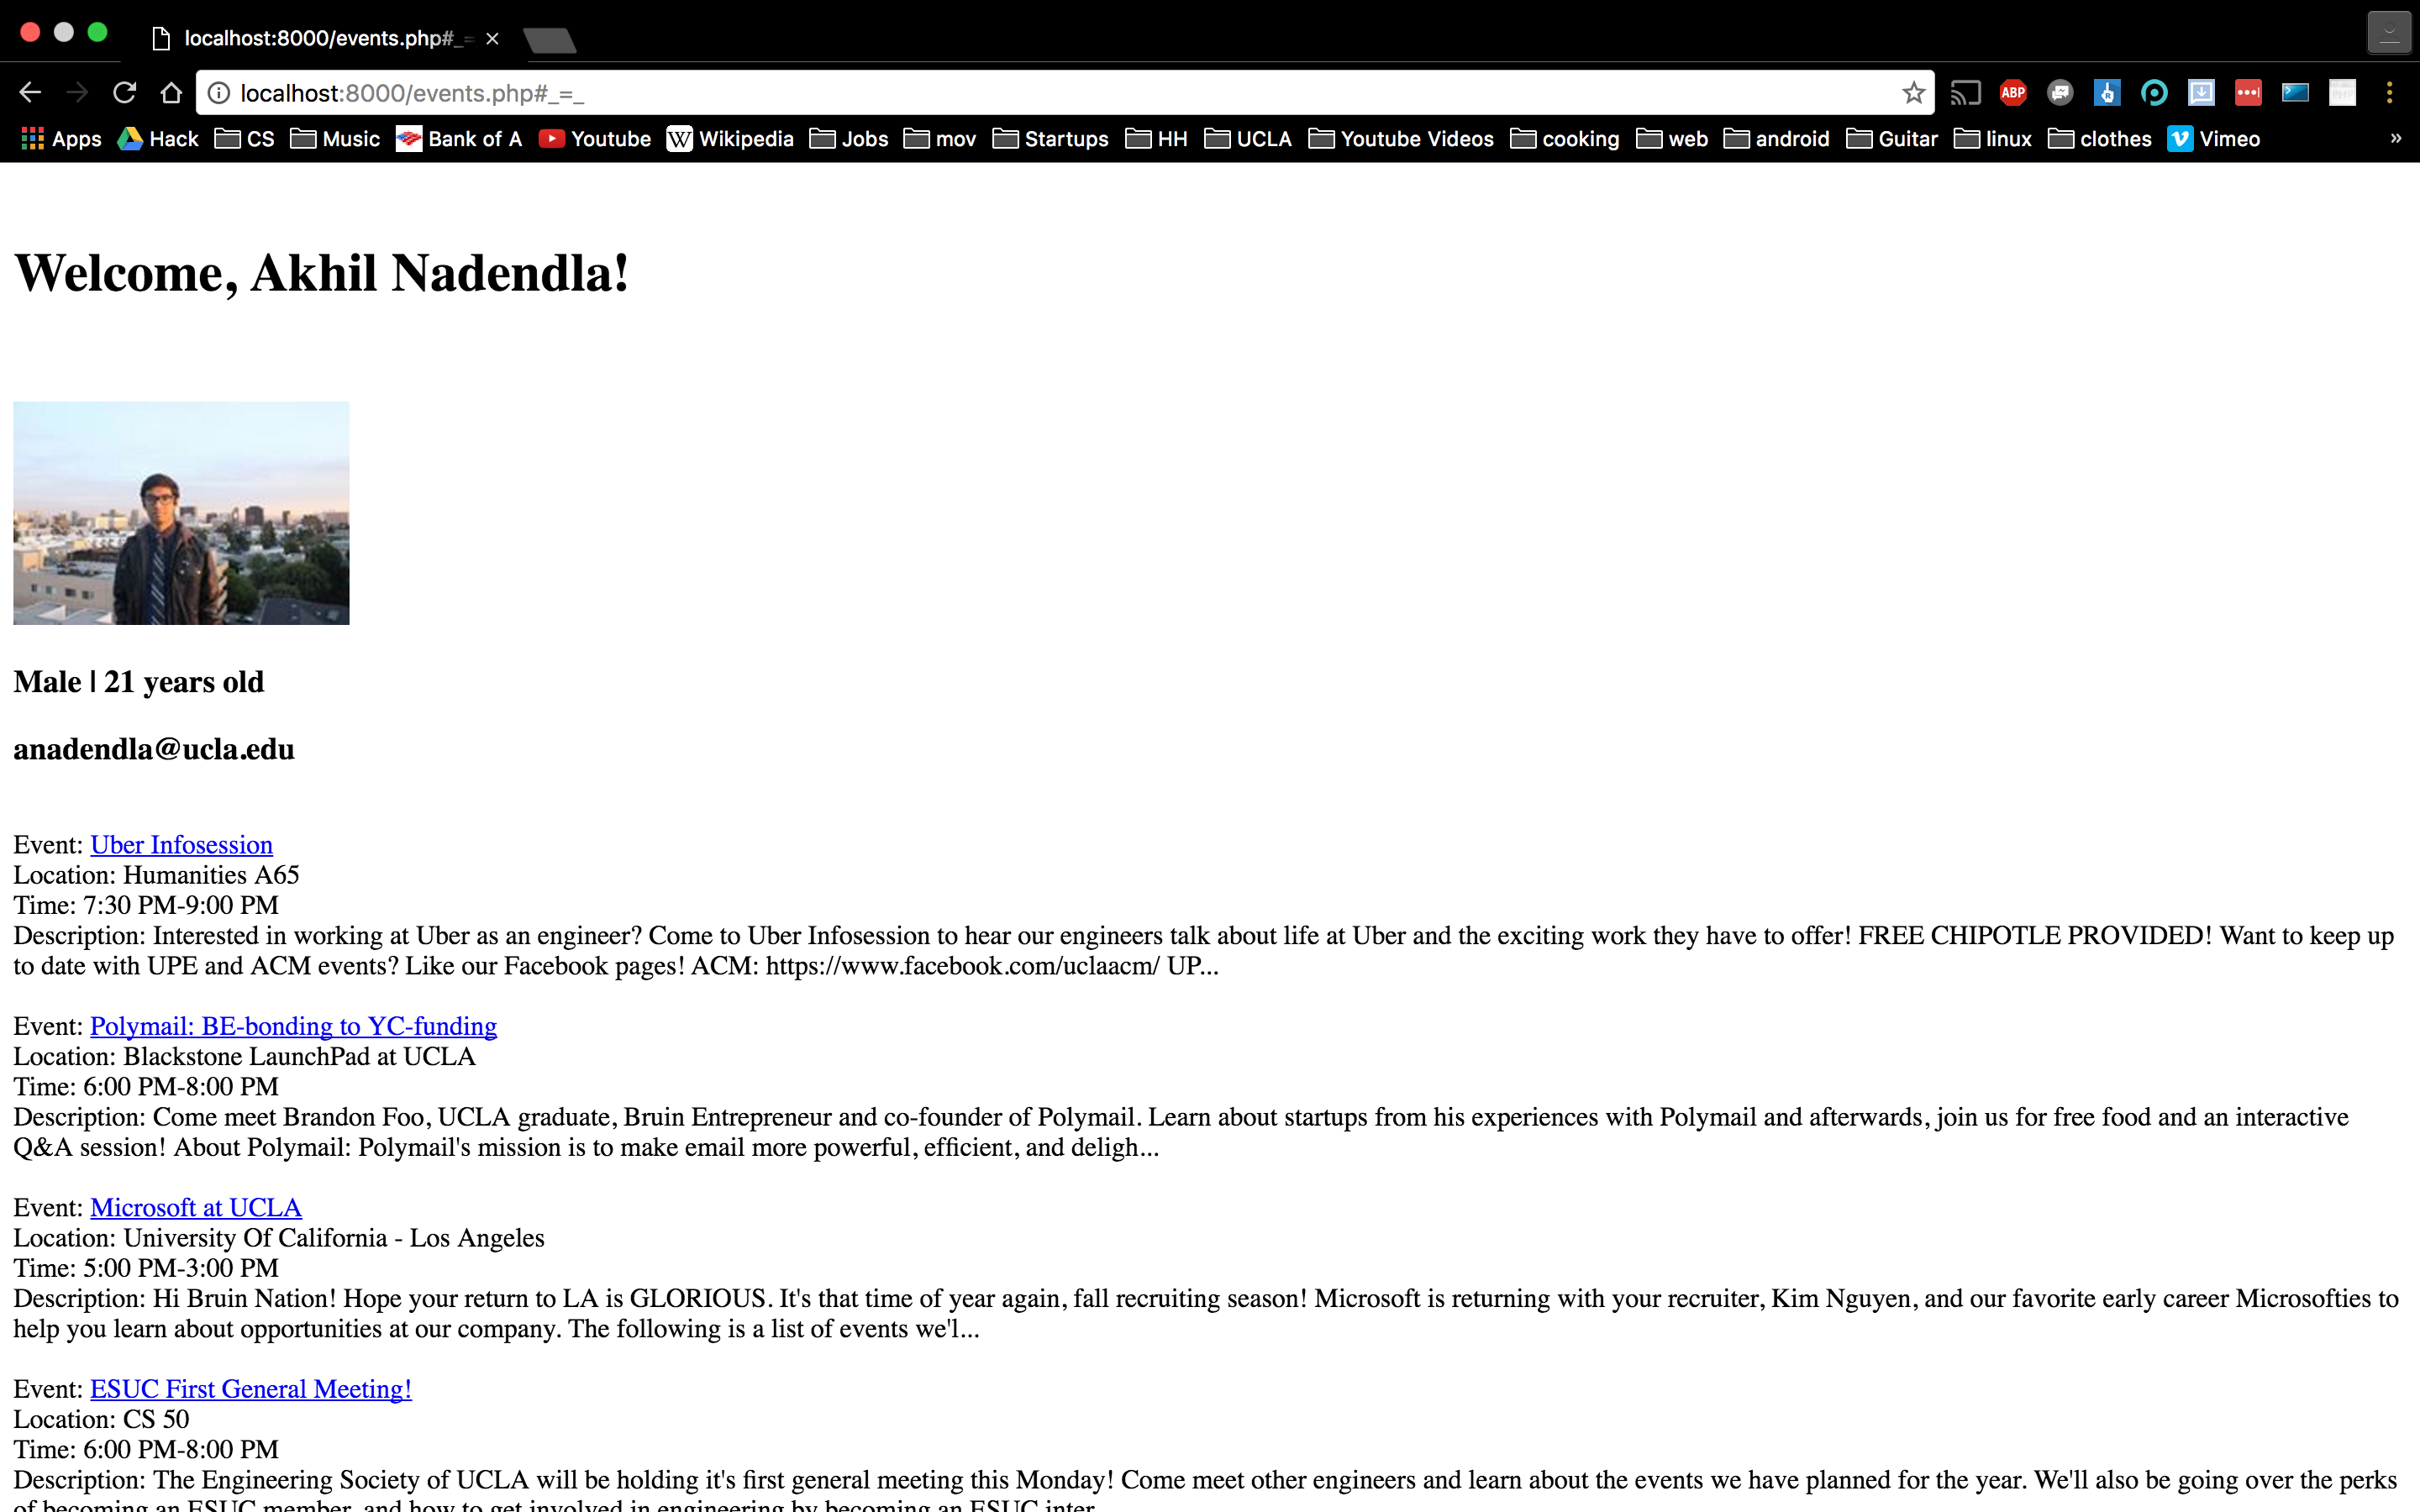 localhost:8000/events.php#_=
localhost:8000/events.php#_=_
ABP
Apps Hack CS Music Bank of A Youtube W Wikipedia Jobs mov Startups HH UCLA Youtube Videos cooking web android Guitar linux clothes Vimeo »
Welcome, Akhil Nadendla!
Male | 21 years old
anadendla@ucla.edu
Event: Uber Infosession
Location: Humanities A65
Time: 7:30 PM-9:00 PM
Description: Interested in working at Uber as an engineer? Come to Uber Infosession to hear our engineers talk about life at Uber and the exciting work they have to offer! FREE CHIPOTLE PROVIDED! Want to keep up
to date with UPE and ACM events? Like our Facebook pages! ACM: https://www.facebook.com/uclaacm/ UP...
Event: Polymail: BE-bonding to YC-funding
Location: Blackstone LaunchPad at UCLA
Time: 6:00 PM-8:00 PM
Description: Come meet Brandon Foo, UCLA graduate, Bruin Entrepreneur and co-founder of Polymail. Learn about startups from his experiences with Polymail and afterwards, join us for free food and an interactive
Q&A session! About Polymail: Polymail's mission is to make email more powerful, efficient, and deligh...
Event: Microsoft at UCLA
Location: University Of California - Los Angeles
Time: 5:00 PM-3:00 PM
Description: Hi Bruin Nation! Hope your return to LA is GLORIOUS. It's that time of year again, fall recruiting season! Microsoft is returning with your recruiter, Kim Nguyen, and our favorite early career Microsofties to
help you learn about opportunities at our company. The following is a list of events we'l...
Event: ESUC First General Meeting!
Location: CS 50
Time: 6:00 PM-8:00 PM
Description: The Engineering Society of UCLA will be holding it's first general meeting this Monday! Come meet other engineers and learn about the events we have planned for the year. We'll also be going over the perks
of becoming an ESUC member, and how to get involved in engineering by becoming an ESUC inter